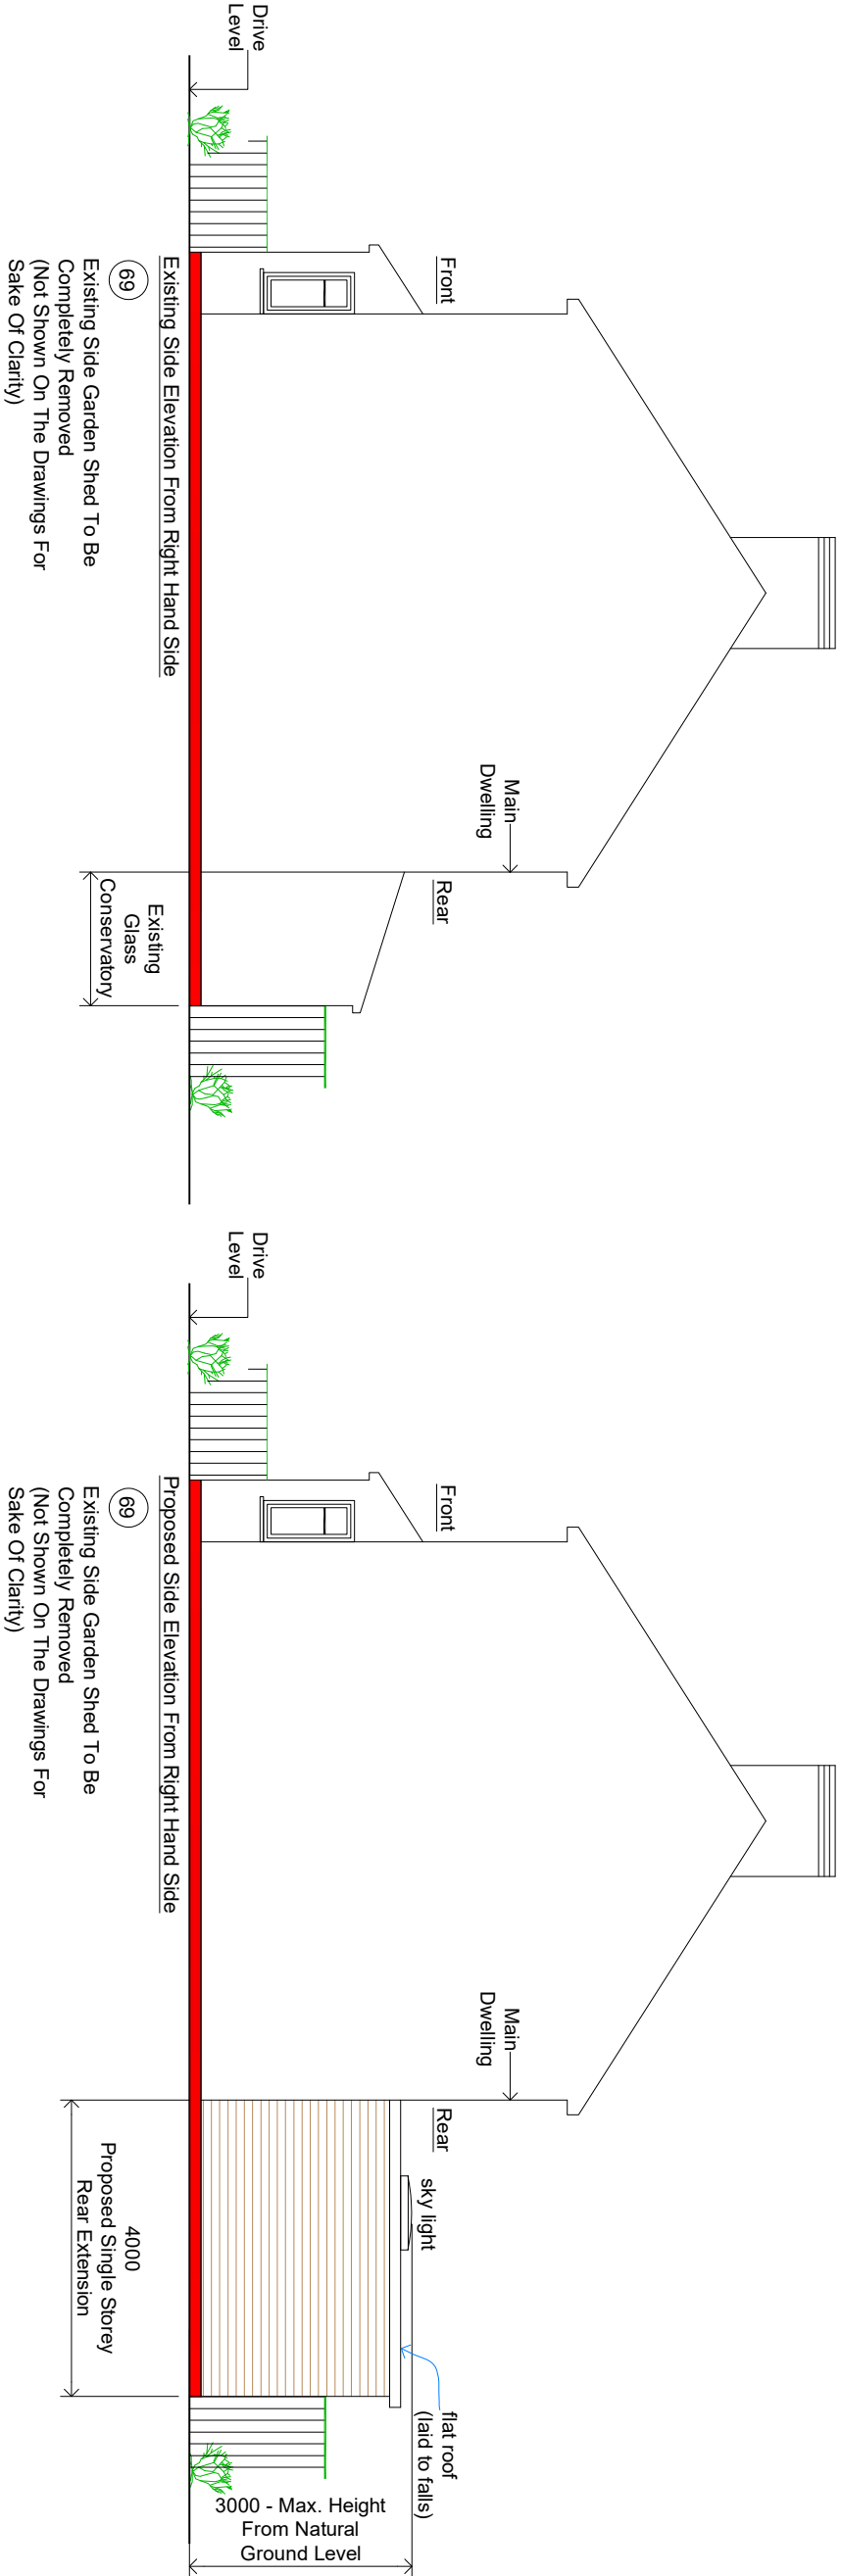 Drive
Level
Front
Main
Dwelling
Rear
Existing
Glass
Conservatory
Existing Side Elevation From Right Hand Side
69
Existing Side Garden Shed To Be
Completely Removed
(Not Shown On The Drawings For
Sake Of Clarity)
Drive
Level
Front
Main
Dwelling
Rear
sky light
flat roof
(laid to falls)
3000 - Max. Height
From Natural
Ground Level
4000
Proposed Single Storey
Rear Extension
Proposed Side Elevation From Right Hand Side
69
Existing Side Garden Shed To Be
Completely Removed
(Not Shown On The Drawings For
Sake Of Clarity)